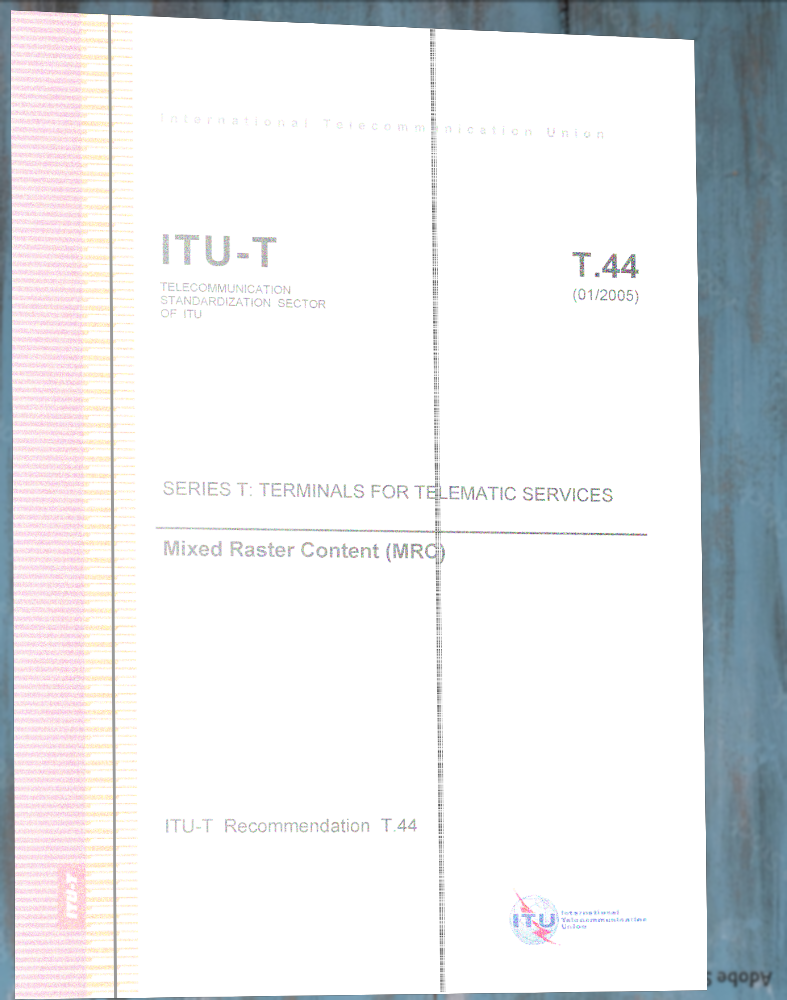 International Telecommunication Union
ITU-T
TELECOMMUNICATION
STANDARDIZATION SECTOR
OF ITU
T.44
(01/2005)
SERIES T: TERMINALS FOR TELEMATIC SERVICES
Mixed Raster Content (MRC)
ITU-T Recommendation T.44
ITU
International
Telecommunication
Union
Adobe